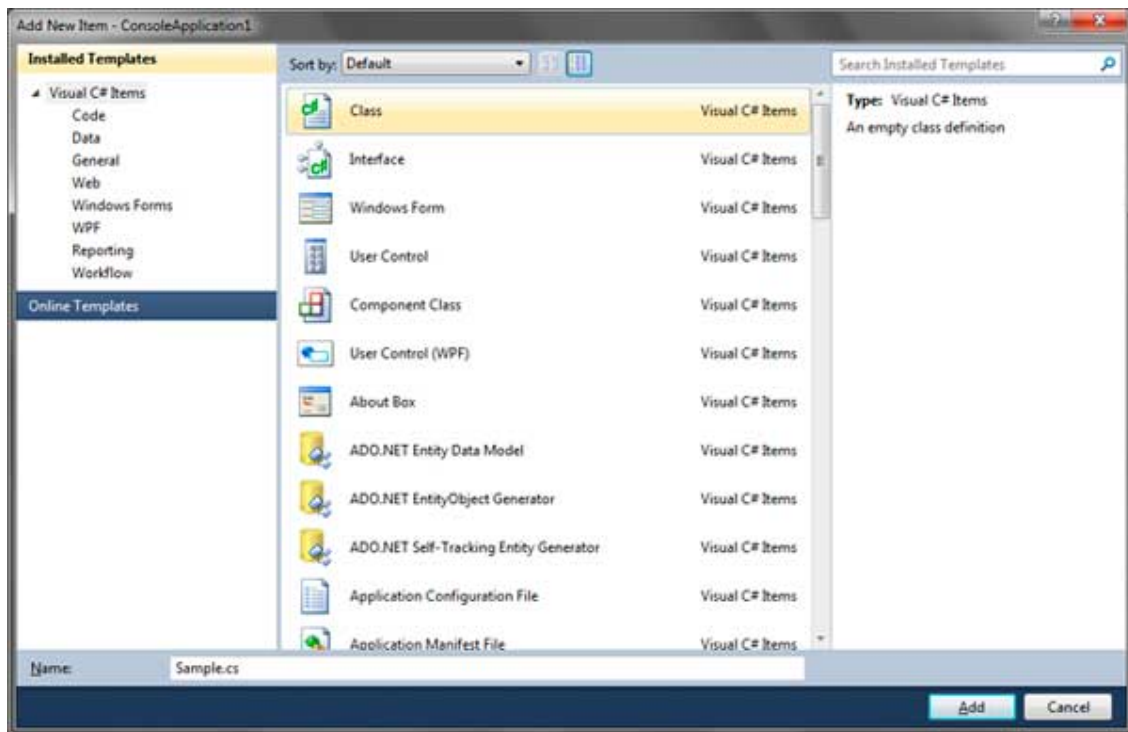 Add New Item - ConsoleApplication1
Installed Templates
Visual C# Items
Code
Data
General
Web
Windows Forms
WPF
Reporting
Workflow
Online Templates
Sort by: Default
Class Visual C# Items
Interface Visual C# Items
Windows Form Visual C# Items
User Control Visual C# Items
Component Class Visual C# Items
User Control (WPF) Visual C# Items
About Box Visual C# Items
ADO.NET Entity Data Model Visual C# Items
ADO.NET EntityObject Generator Visual C# Items
ADO.NET Self-Tracking Entity Generator Visual C# Items
Application Configuration File Visual C# Items
Application Manifest File Visual C# Items
Search Installed Templates
Type: Visual C# Items
An empty class definition
Name: Sample.cs
Add Cancel